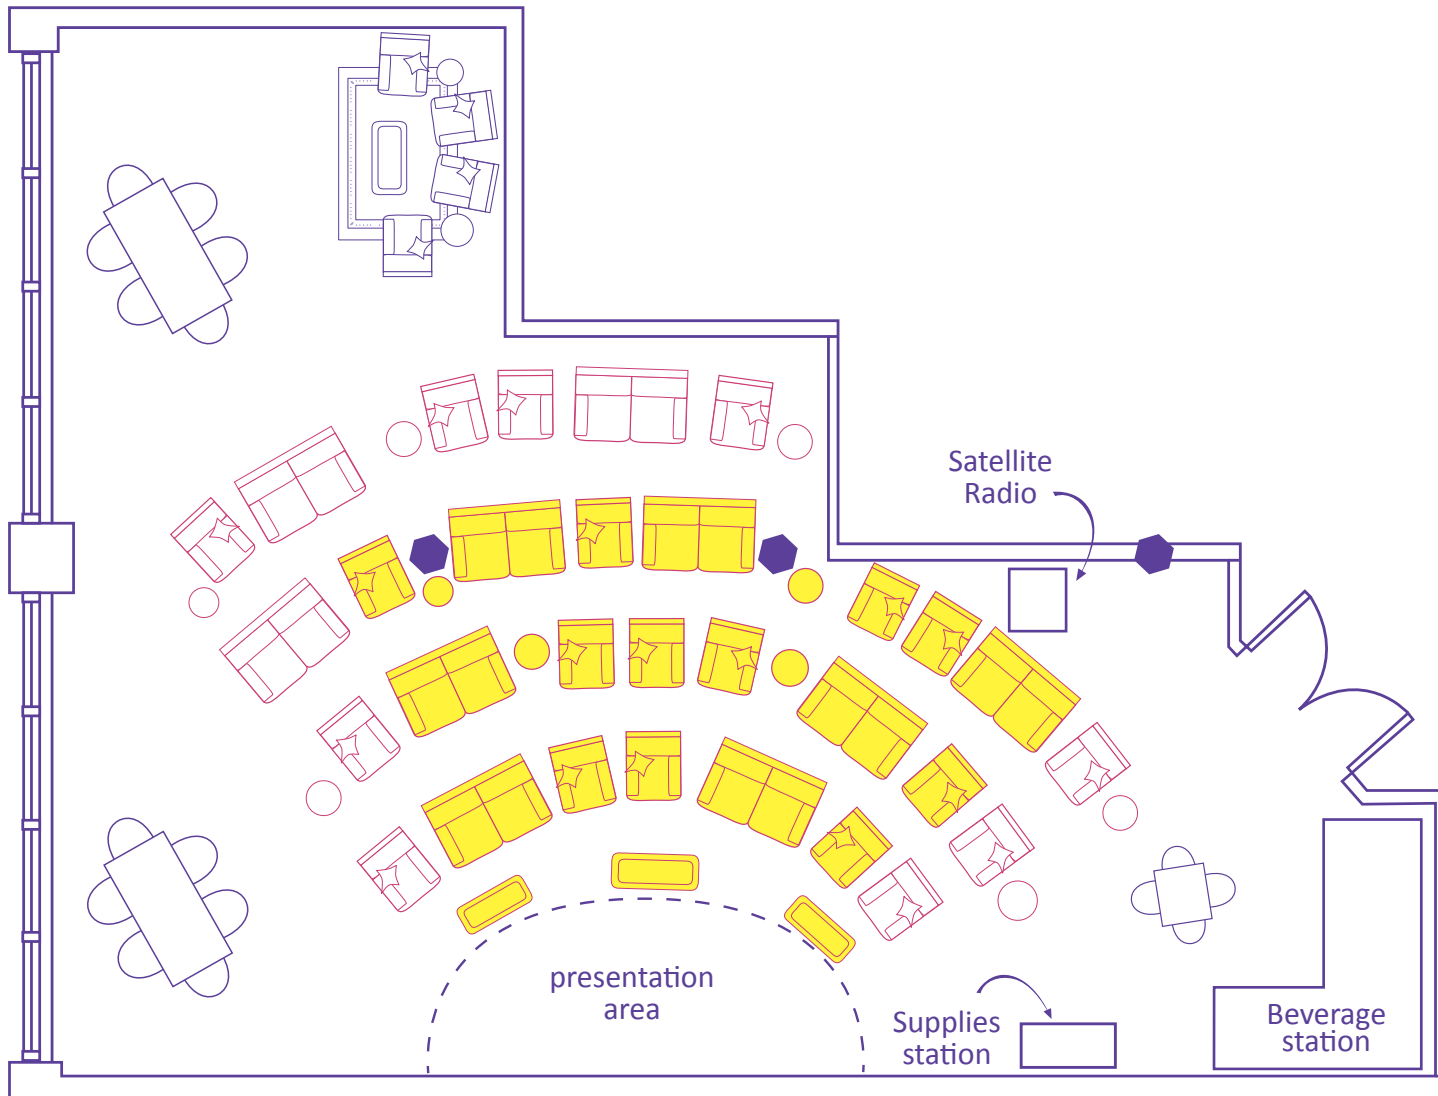 Satellite
Radio
presentation
area
Supplies
station
Beverage
station